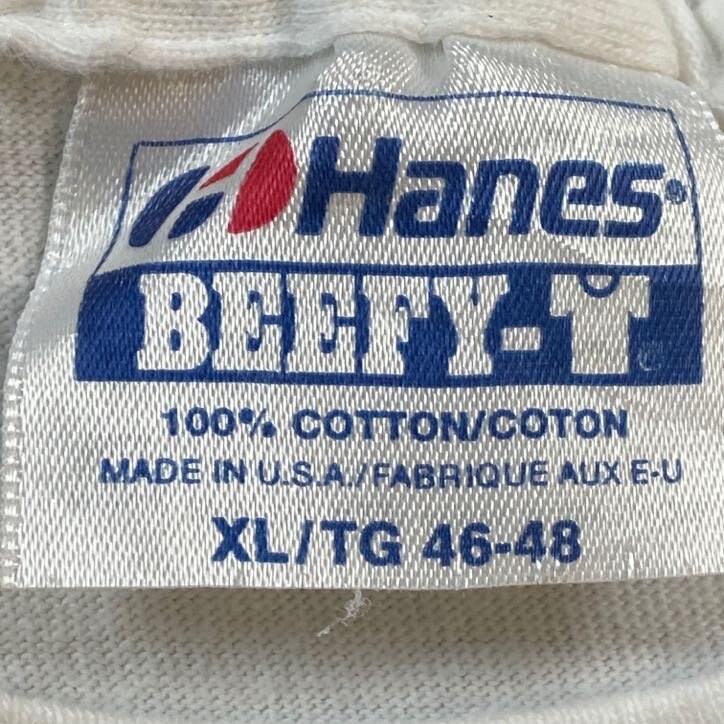 Hanes®
BEEFY-T®
100% COTTON/COTON
MADE IN U.S.A./FABRIQUE AUX E-U
XL/TG 46-48